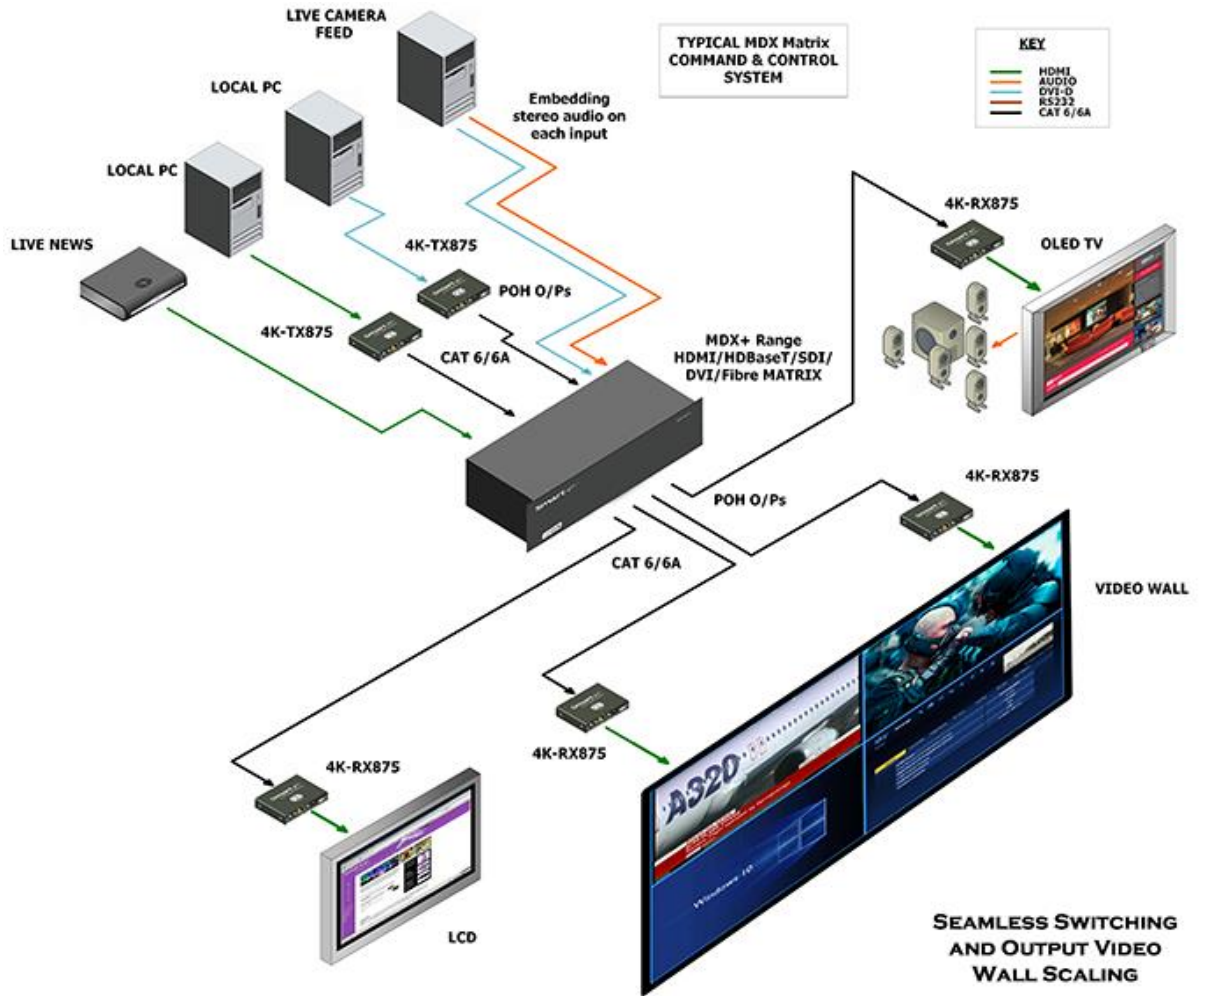 LIVE CAMERA
FEED
TYPICAL MDX Matrix
COMMAND & CONTROL
SYSTEM
KEY
HDMI
AUDIO
DVI-D
RS232
CAT 6/6A
LOCAL PC
Embedding
stereo audio on
each input
LOCAL PC
4K-RX875
LIVE NEWS
4K-TX875
OLED TV
POH O/Ps
4K-TX875
MDX+ Range
HDMI/HDBaseT/SDI/
DVI/Fibre MATRIX
CAT 6/6A
4K-RX875
POH O/Ps
smart
CAT 6/6A
VIDEO WALL
4K-RX875
4K-RX875
A320
Windows 10
LCD
SEAMLESS SWITCHING
AND OUTPUT VIDEO
WALL SCALING